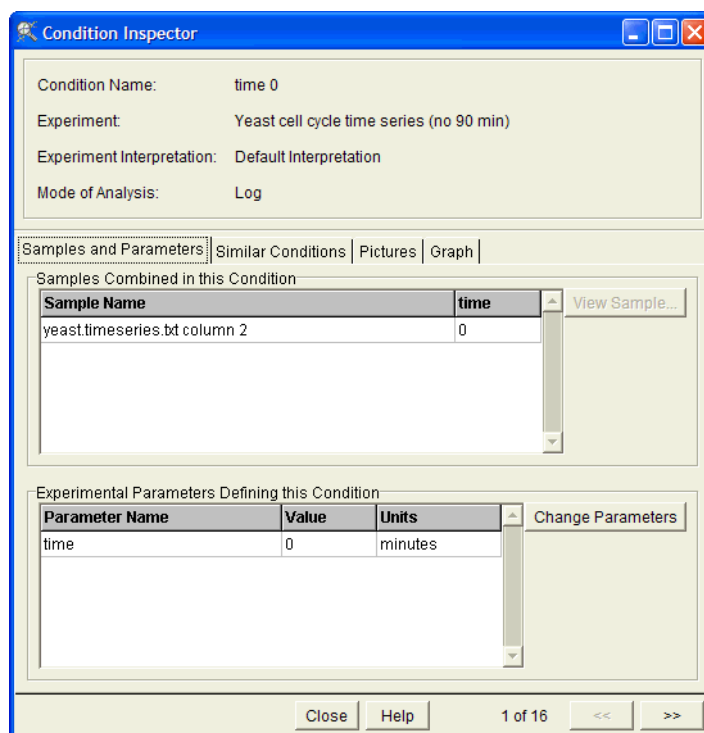 Condition Inspector
Condition Name: time 0
Experiment: Yeast cell cycle time series (no 90 min)
Experiment Interpretation: Default Interpretation
Mode of Analysis: Log
Samples and Parameters Similar Conditions Pictures Graph
Samples Combined in this Condition
Sample Name time View Sample...
yeast.timeseries.txt column 2 0
Experimental Parameters Defining this Condition
Parameter Name Value Units Change Parameters
time 0 minutes
Close Help 1 of 16 << >>